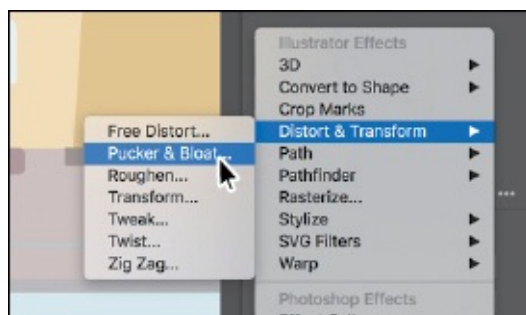 Illustrator Effects
3D
Convert to Shape
Crop Marks
Distort & Transform
Path
Pathfinder
Rasterize...
Stylize
SVG Filters
Warp
Photoshop Effects
Free Distort...
Pucker & Bloat...
Roughen...
Transform...
Tweak...
Twist...
Zig Zag...